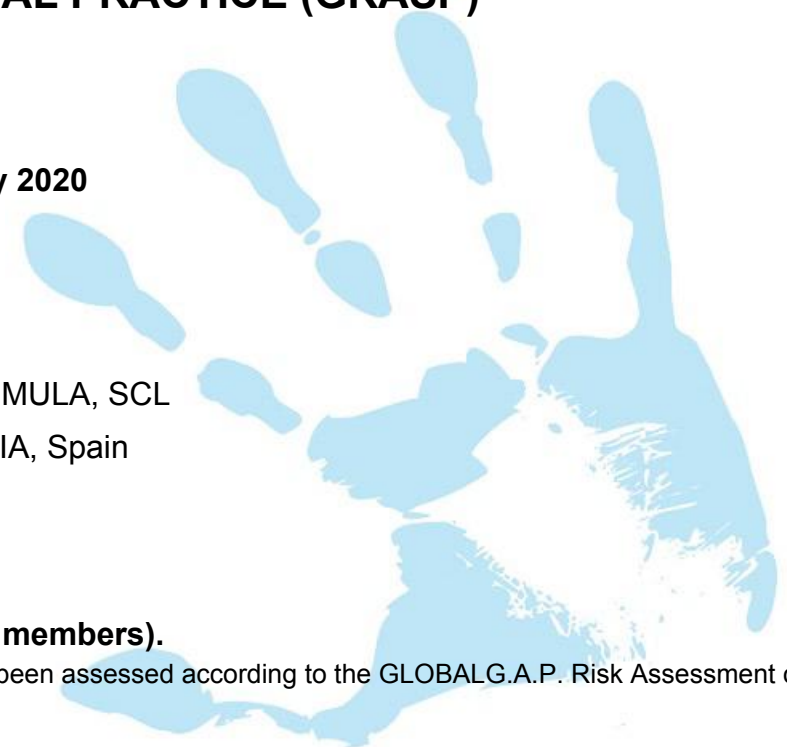 AL PRACTICE (GRASP)
y 2020
MULA, SCL
IA, Spain
members).
been assessed according to the GLOBALG.A.P. Risk Assessment o